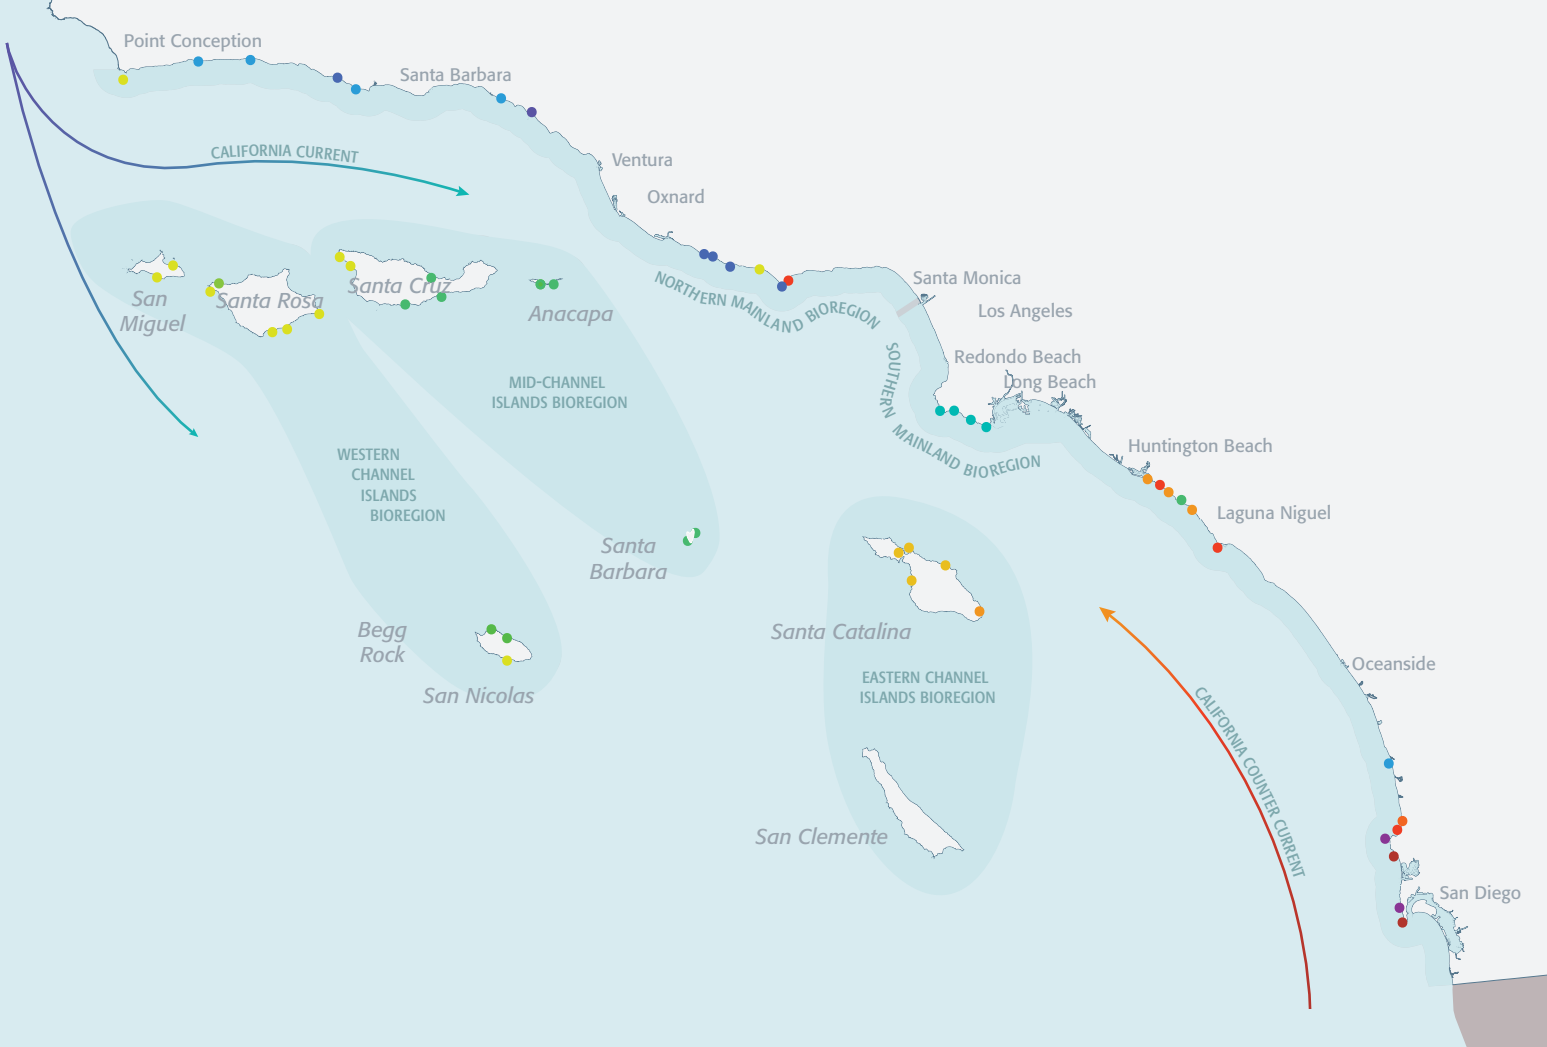 Point Conception
Santa Barbara
CALIFORNIA CURRENT
Ventura
Oxnard
Santa Monica
Los Angeles
San
Miguel
Santa Rosa
Santa Cruz
Anacapa
NORTHERN MAINLAND BIOREGION
SOUTHERN MAINLAND BIOREGION
Redondo Beach
Long Beach
MID-CHANNEL
ISLANDS BIOREGION
Huntington Beach
WESTERN
CHANNEL
ISLANDS
BIOREGION
Laguna Niguel
Santa
Barbara
Begg
Rock
San Nicolas
Santa Catalina
EASTERN CHANNEL
ISLANDS BIOREGION
Oceanside
CALIFORNIA COUNTER CURRENT
San Clemente
San Diego